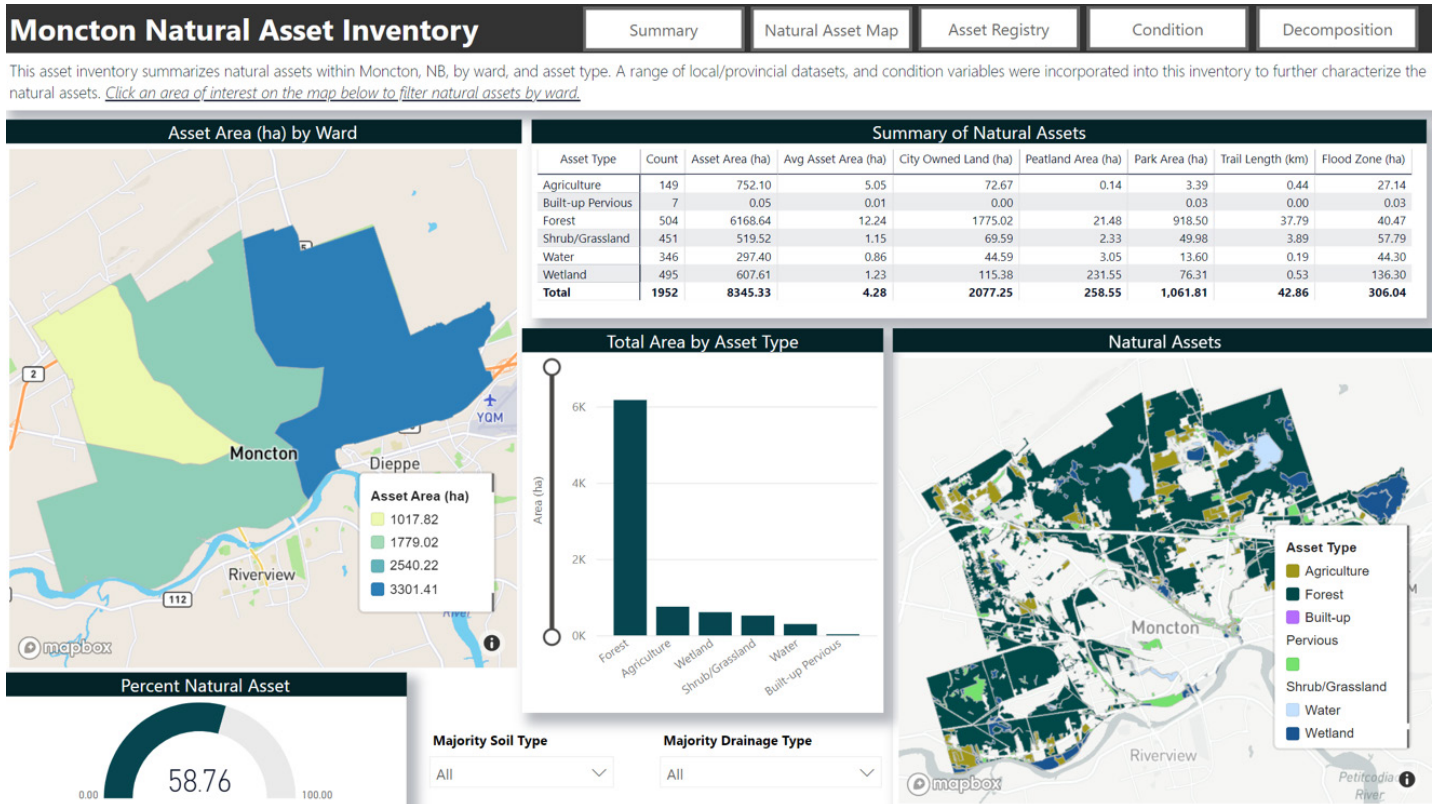 Moncton Natural Asset Inventory
Summary
Natural Asset Map
Asset Registry
Condition
Decomposition
This asset inventory summarizes natural assets within Moncton, NB, by ward, and asset type. A range of local/provincial datasets, and condition variables were incorporated into this inventory to further characterize the
natural assets. Click an area of interest on the map below to filter natural assets by ward.
Asset Area (ha) by Ward
2
YQM
Moncton
Dieppe
Riverview
112
River
Asset Area (ha)
1017.82
1779.02
2540.22
3301.41
mapbox
Summary of Natural Assets
Asset Type Count Asset Area (ha) Avg Asset Area (ha) City Owned Land (ha) Peatland Area (ha) Park Area (ha) Trail Length (km) Flood Zone (ha)
Agriculture 149 752.10 5.05 72.67 0.14 3.39 0.44 27.14
Built-up Pervious 7 0.05 0.01 0.00 0.03 0.00 0.03
Forest 504 6168.64 12.24 1775.02 21.48 918.50 37.79 40.47
Shrub/Grassland 451 519.52 1.15 69.59 2.33 49.98 3.89 57.79
Water 346 297.40 0.86 44.59 3.05 13.60 0.19 44.30
Wetland 495 607.61 1.23 115.38 231.55 76.31 0.53 136.30
Total 1952 8345.33 4.28 2077.25 258.55 1,061.81 42.86 306.04
Total Area by Asset Type
Area (ha)
6K
4K
2K
0K
Forest
Agriculture
Wetland
Shrub/Grassland
Water
Built-up Pervious
Natural Assets
Moncton
Riverview
Petitcodia
River
Asset Type
Agriculture
Forest
Built-up
Pervious
Shrub/Grassland
Water
Wetland
mapbox
Percent Natural Asset
58.76
0.00
100.00
Majority Soil Type
All
Majority Drainage Type
All